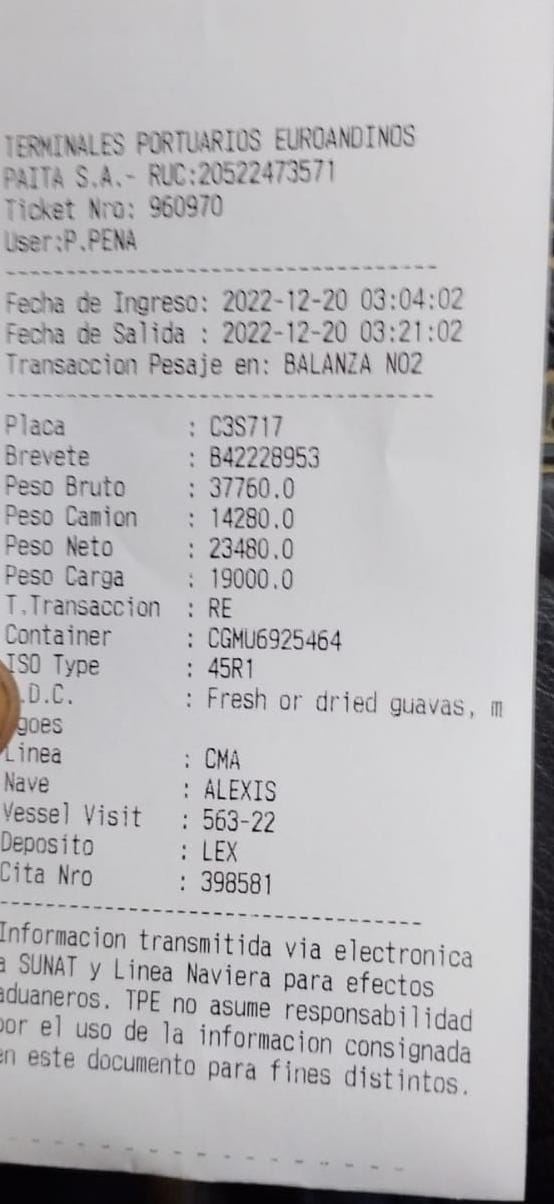 TERMINALES PORTUARIOS EUROANDINOS
PAITA S.A.- RUC:20522473571
Ticket Nro: 960970
User:P.PENA
Fecha de Ingreso: 2022-12-20 03:04:02
Fecha de Salida : 2022-12-20 03:21:02
Transaccion Pesaje en: BALANZA NO2
Placa : C3S717
Brevete : B42228953
Peso Bruto : 37760.0
Peso Camion : 14280.0
Peso Neto : 23480.0
Peso Carga : 19000.0
T.Transaccion : RE
Container : CGMU6925464
ISO Type : 45R1
.D.C. : Fresh or dried guavas, m
goes
Linea : CMA
Nave : ALEXIS
Vessel Visit : 563-22
Deposito : LEX
Cita Nro : 398581
Informacion transmitida via electronica
a SUNAT y Linea Naviera para efectos
aduaneros. TPE no asume responsabilidad
por el uso de la informacion consignada
en este documento para fines distintos.